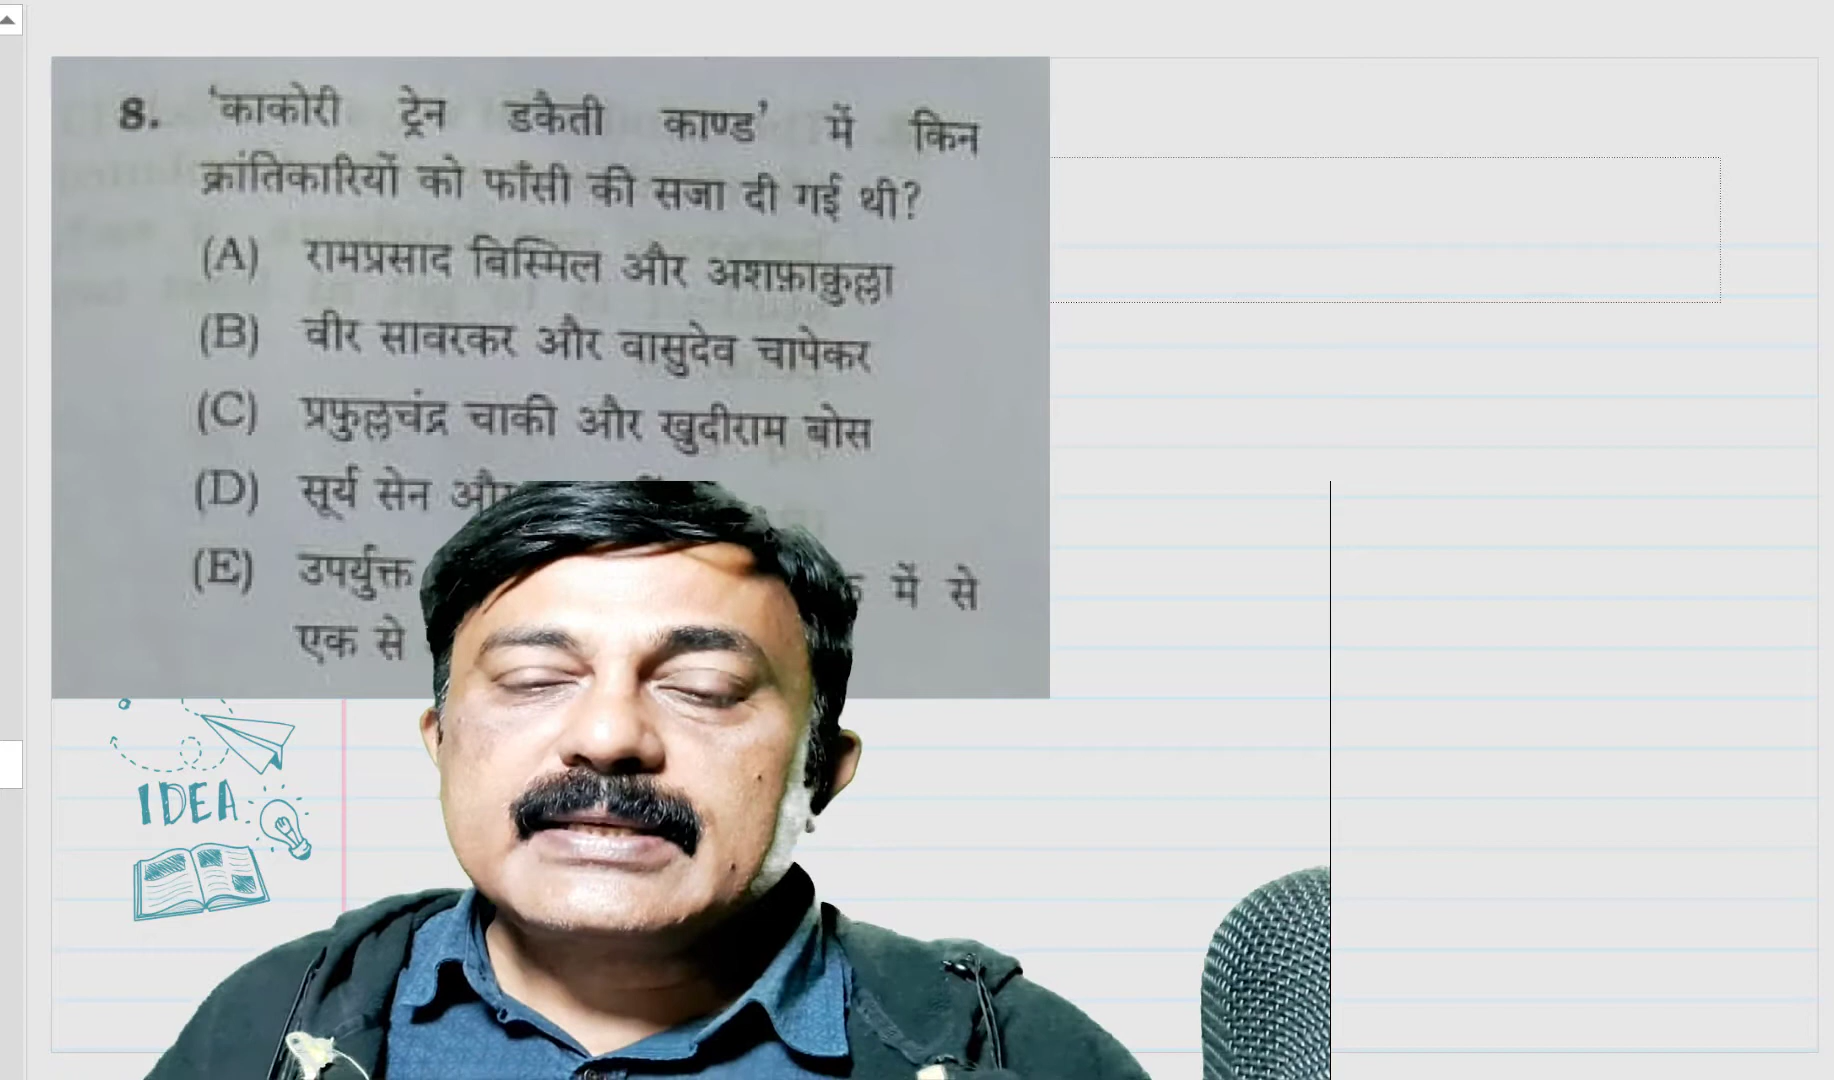 8. ‘काकोरी ट्रेन डकैती काण्ड’ में किन
क्रांतिकारियों को फाँसी की सजा दी गई थी?
(A) रामप्रसाद बिस्मिल और अशफ़ाक़ुल्ला
(B) वीर सावरकर और वासुदेव चापेकर
(C) प्रफुल्लचंद्र चाकी और खुदीराम बोस
(D) सूर्य सेन और
(E) उपर्युक्त में से
एक से
IDEA